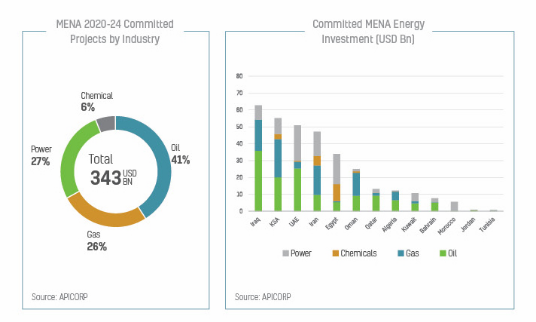 MENA 2020-24 Committed
Projects by Industry
Chemical
6%
Power
27%
Oil
41%
Total
343 USD BN
Gas
26%
Source: APICORP
Committed MENA Energy
Investment (USD Bn)
80
70
60
50
40
30
20
10
0
Iraq
KSA
UAE
Iran
Egypt
Oman
Qatar
Algeria
Kuwait
Bahrain
Morocco
Jordan
Tunisia
Power
Chemicals
Gas
Oil
Source: APICORP